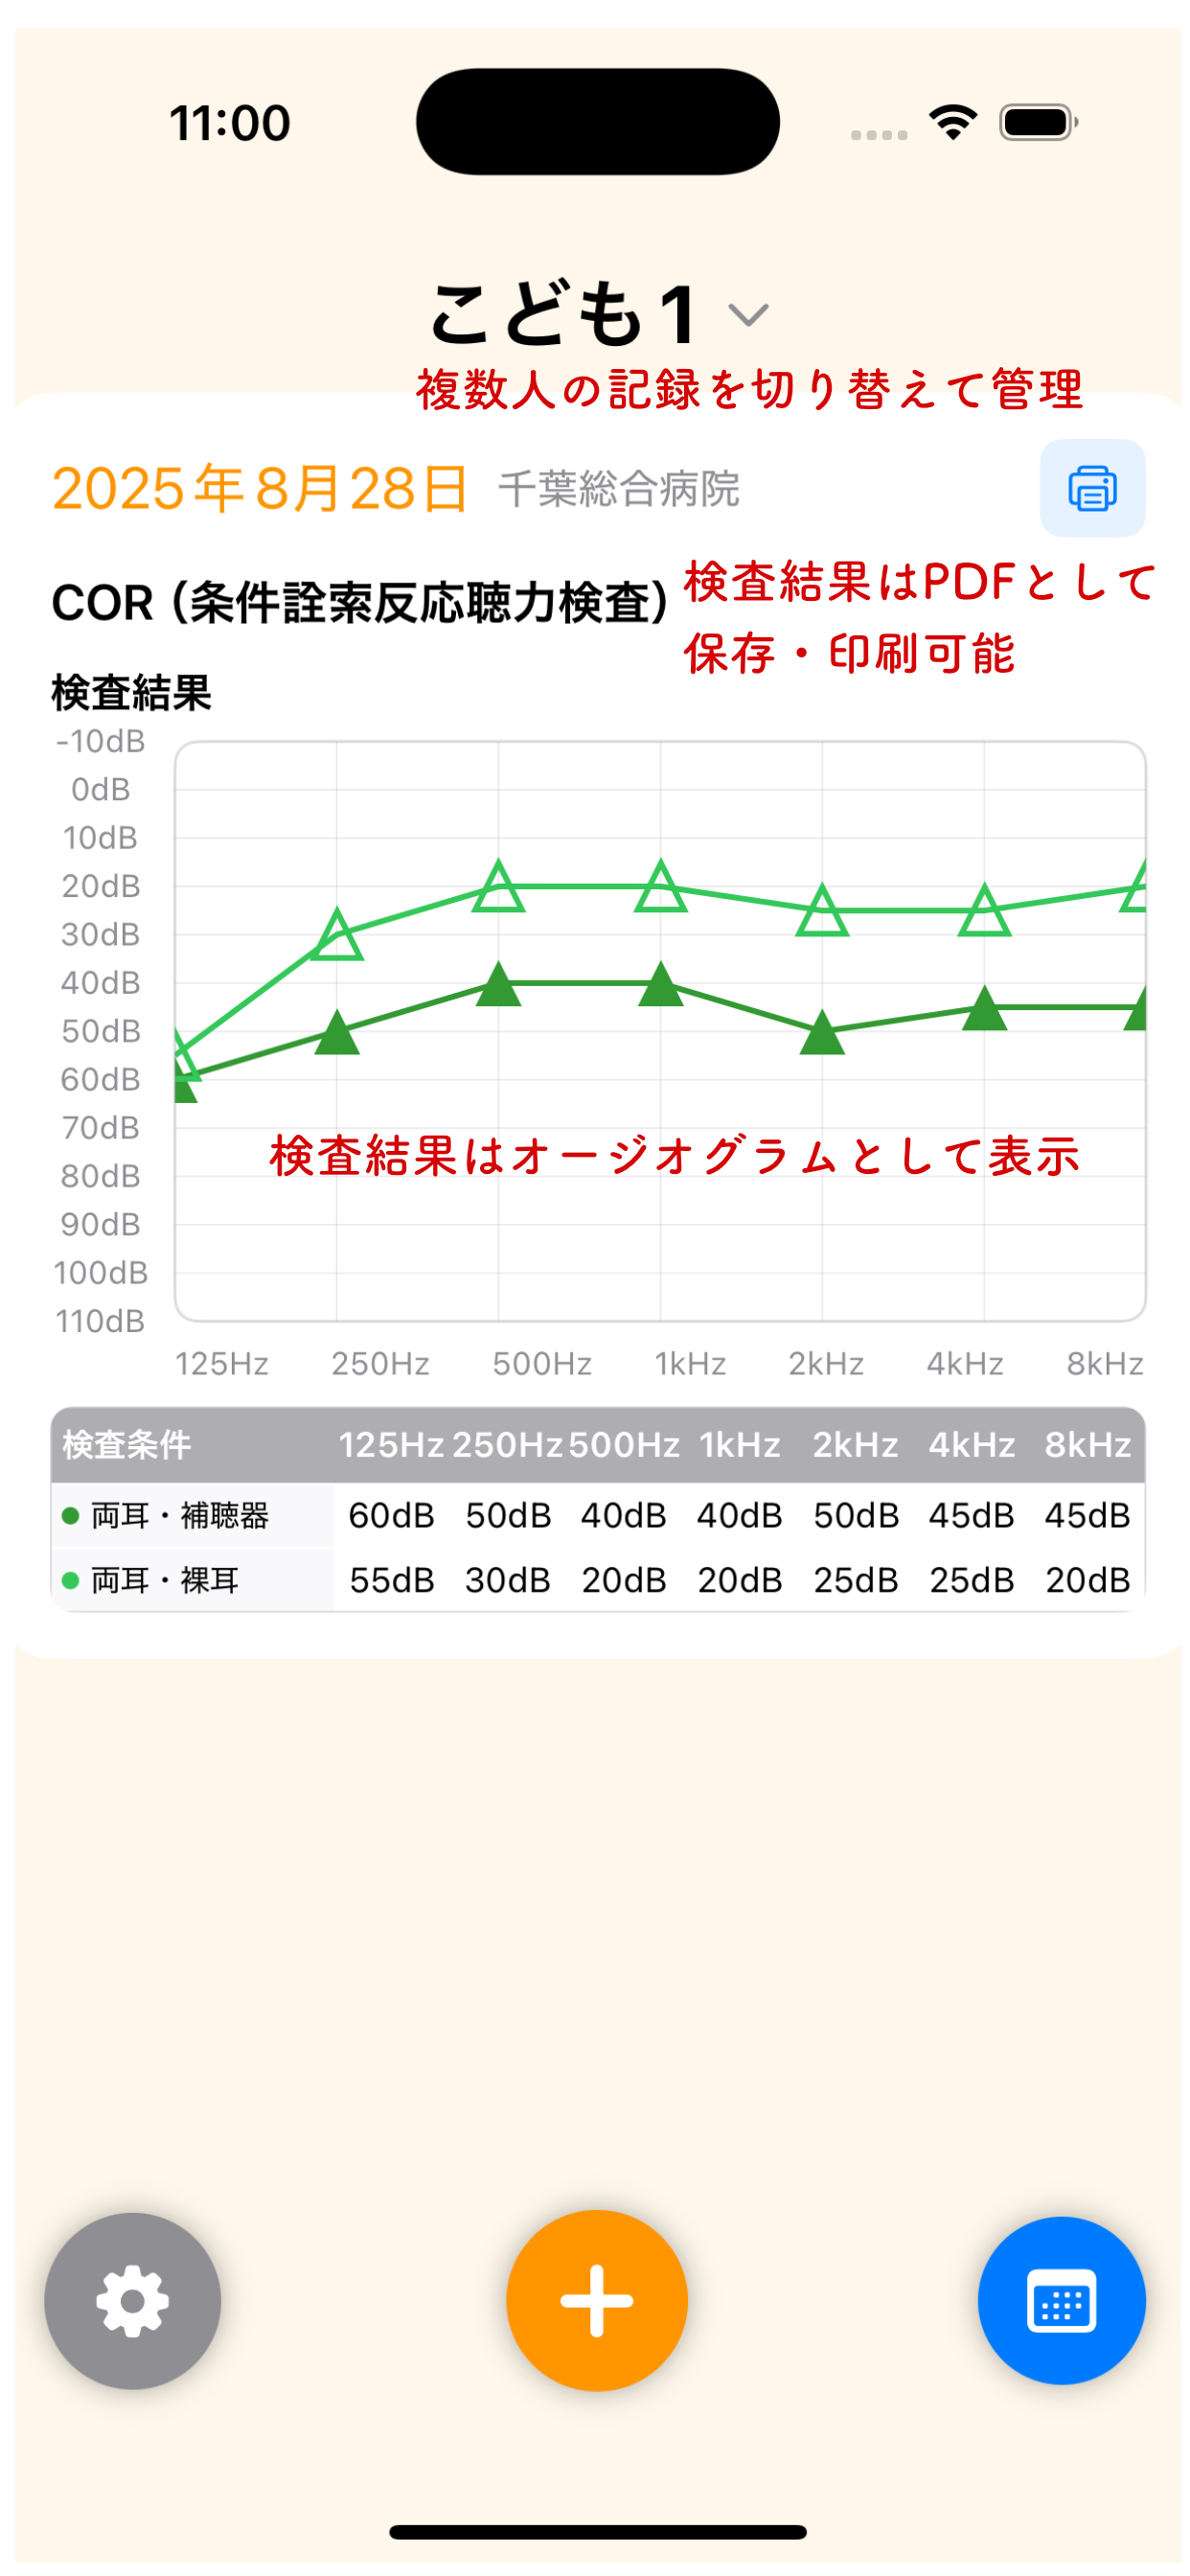 11:00
こども1
複数人の記録を切り替えて管理
2025年8月28日 千葉総合病院
COR（条件詮索反応聴力検査）
検査結果はPDFとして
保存・印刷可能
検査結果
-10dB
0dB
10dB
20dB
30dB
40dB
50dB
60dB
70dB
検査結果はオージオグラムとして表示
80dB
90dB
100dB
110dB
125Hz 250Hz 500Hz 1kHz 2kHz 4kHz 8kHz
検査条件 125Hz 250Hz 500Hz 1kHz 2kHz 4kHz 8kHz
両耳・補聴器 60dB 50dB 40dB 40dB 50dB 45dB 45dB
両耳・裸耳 55dB 30dB 20dB 20dB 25dB 25dB 20dB